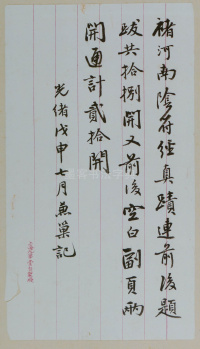 褚河南陰符經真蹟連前後題
跋共拾捌開又前後空白副頁兩
開通計貳拾開
光緒戊申七月蒹巢記